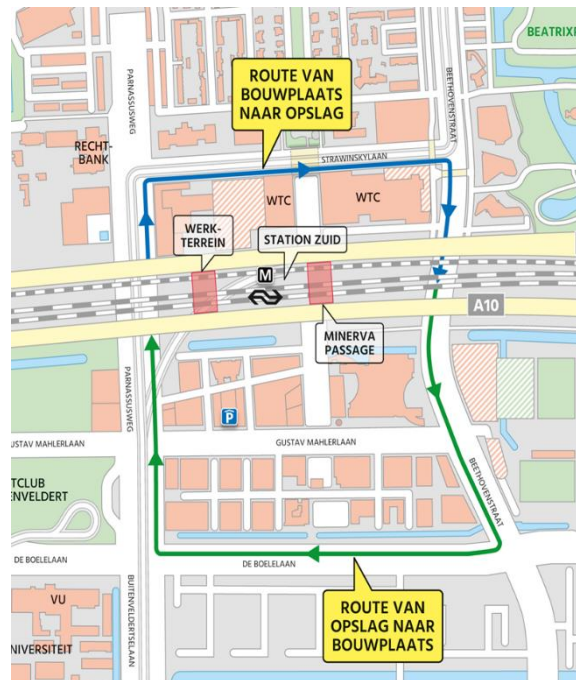 BEATRIXP
PARNASSUSWEG
BEETHOVENSTRAAT
ROUTE VAN
BOUWPLAATS
NAAR OPSLAG
RECHT-
BANK
STRAWINSKYLAAN
WTC
WTC
WERK-
TERREIN
STATION ZUID
M
A10
MINERVA
PASSAGE
PARNASSUSWEG
P
USTAV MAHLERLAAN
GUSTAV MAHLERLAAN
BEETHOVENSTRAAT
TCLUB
ENVELDERT
DE BOELELAAN
DE BOELELAAN
BUITENVELDERTSELAAN
VU
NIVERSITEIT
ROUTE VAN
OPSLAG NAAR
BOUWPLAATS